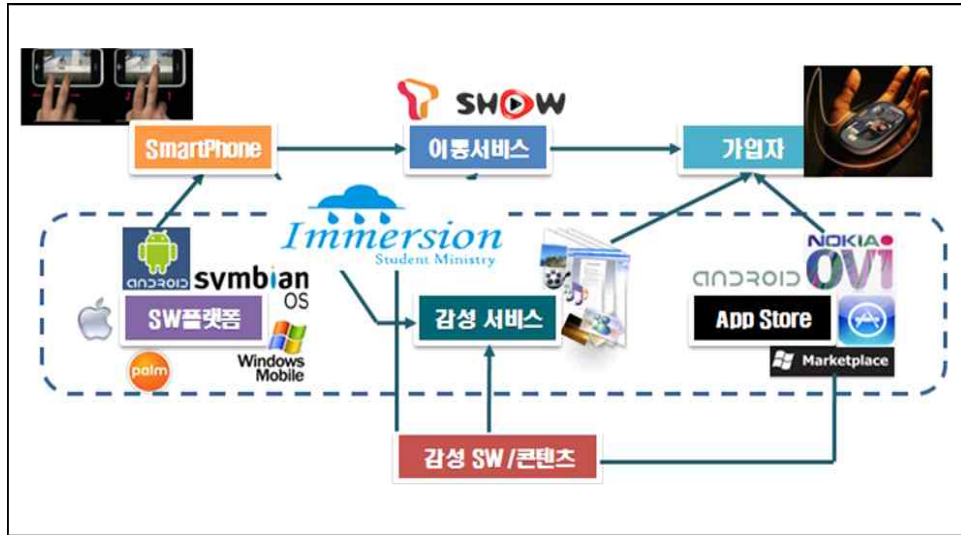 T SHOW
SmartPhone
이통서비스
가입자
Immersion
Student Ministry
ANDROID
symbian
OS
SW플랫폼
palm
Windows
Mobile
감성 서비스
NOKIA
OVI
ANDROID
App Store
Marketplace
감성 SW /콘텐츠